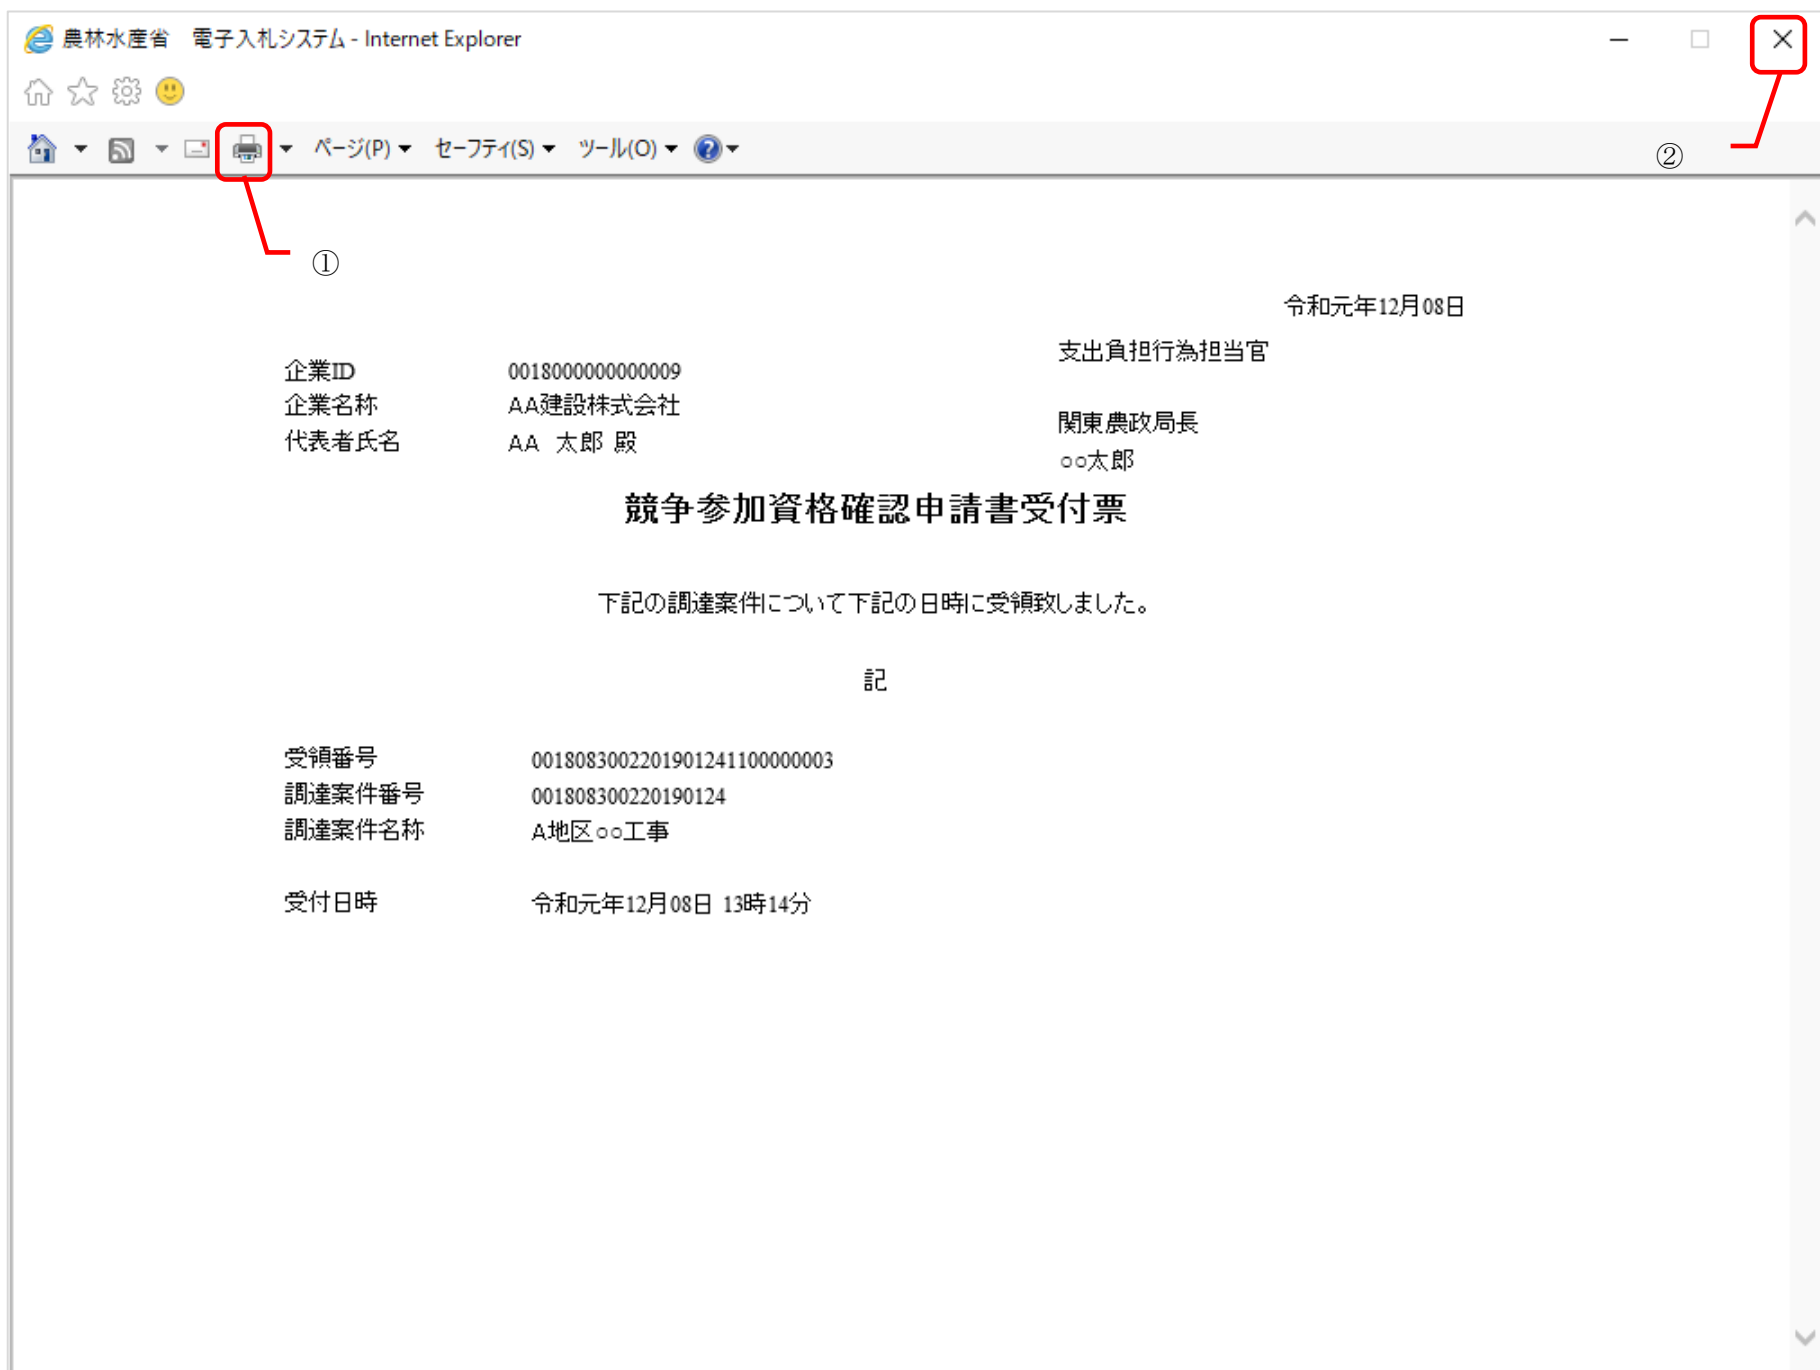 農林水産省 電子入札システム - Internet Explorer
ページ(P) セーフティ(S) ツール(O)
②
①
令和元年12月08日
支出負担行為担当官
企業ID 0018000000000009
企業名称 AA建設株式会社
関東農政局長
代表者氏名 AA 太郎 殿
○○太郎
競争参加資格確認申請書受付票
下記の調達案件について下記の日時に受領致しました。
記
受領番号 0018083002201901241100000003
調達案件番号 001808300220190124
調達案件名称 A地区○○工事
受付日時 令和元年12月08日 13時14分